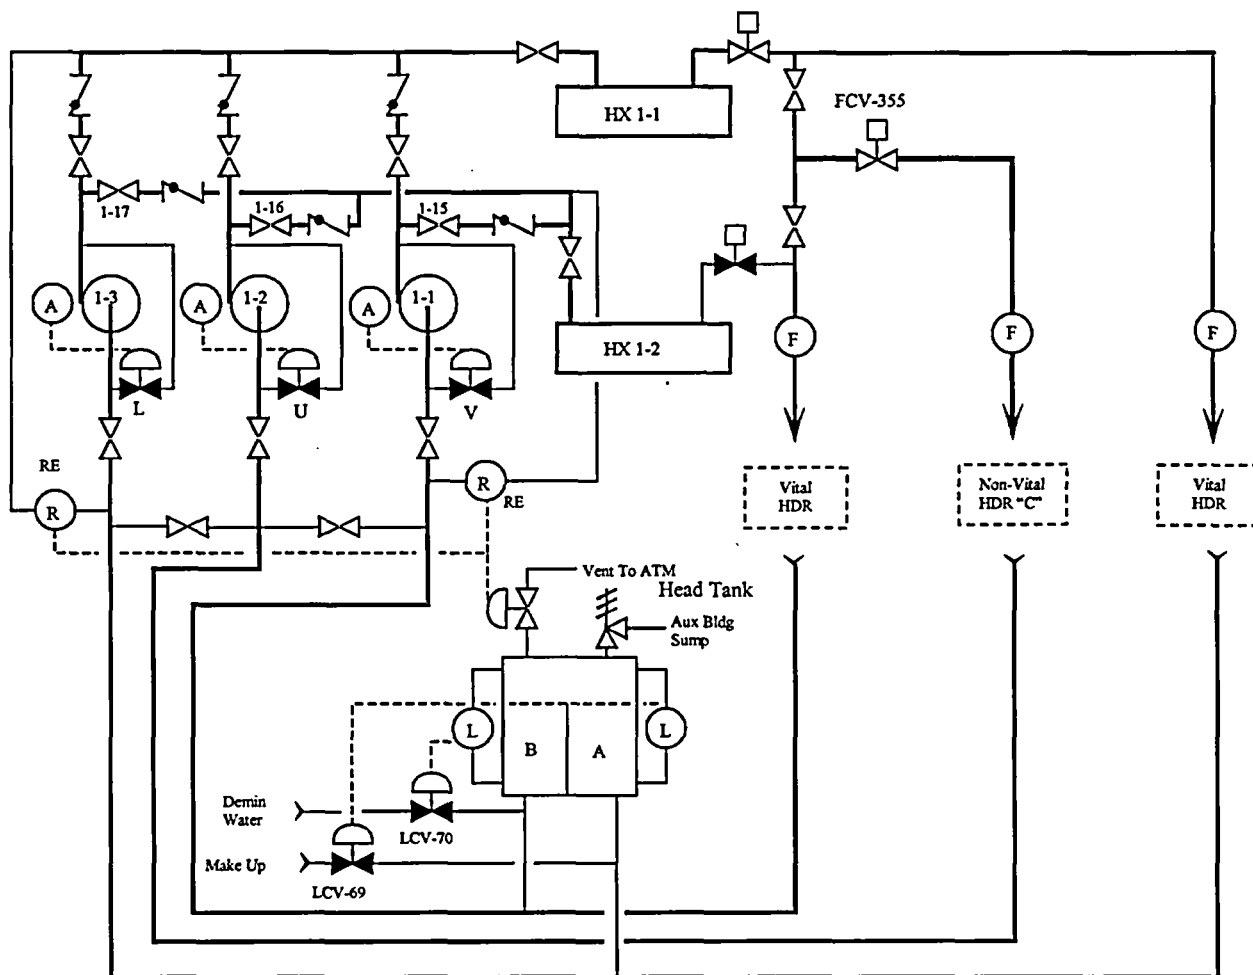 HX 1-1
FCV-355
1-17
1-16
1-15
A
1-3
A
1-2
A
1-1
HX 1-2
F
F
F
L
U
V
RE
R
R
RE
Vital
HDR
Non-Vital
HDR "C"
Vital
HDR
Vent To ATM
Head Tank
Aux Bldg
Sump
L
B
A
L
Demin
Water
LCV-70
Make Up
LCV-69